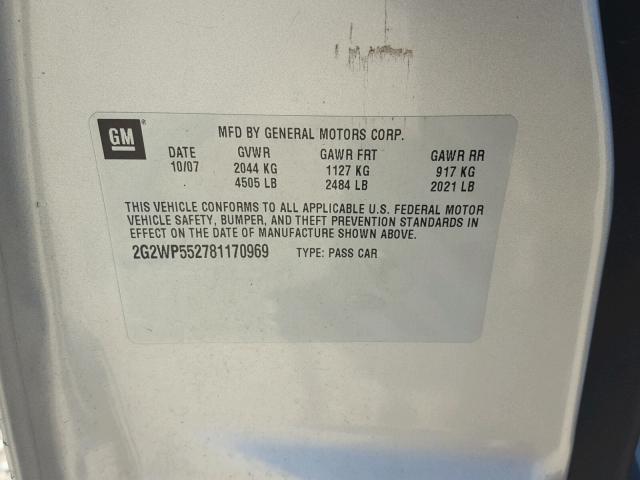 GM ® MFD BY GENERAL MOTORS CORP.
DATE GVWR GAWR FRT GAWR RR
10/07 2044 KG 1127 KG 917 KG
4505 LB 2484 LB 2021 LB
THIS VEHICLE CONFORMS TO ALL APPLICABLE U.S. FEDERAL MOTOR
VEHICLE SAFETY, BUMPER, AND THEFT PREVENTION STANDARDS IN
EFFECT ON THE DATE OF MANUFACTURE SHOWN ABOVE.
2G2WP552781170969 TYPE: PASS CAR